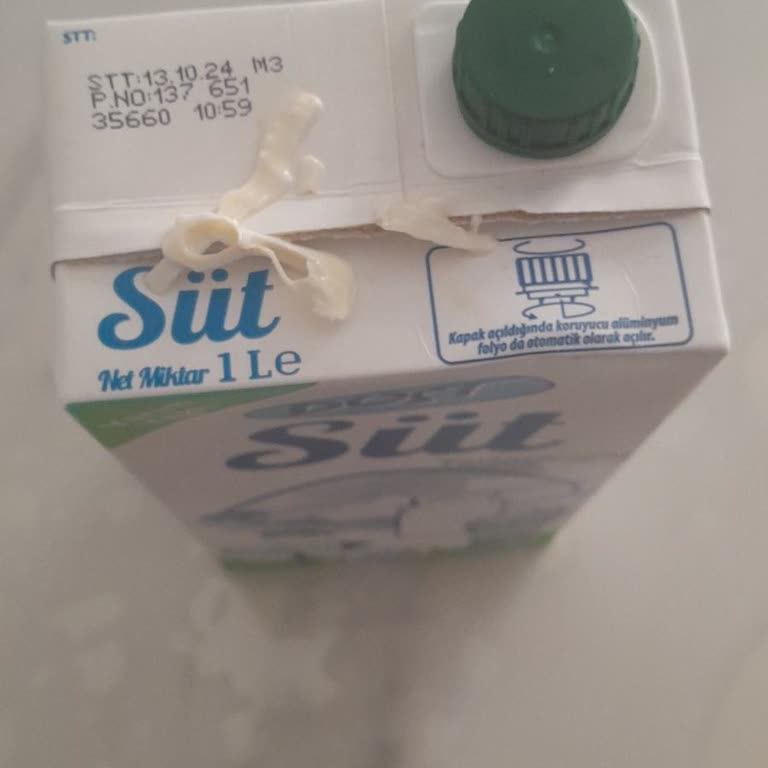 STT:
STT:13.10.24 M3
P.NO:137 651
35660 10:59
Süt
Net Miktar 1 Le
Kapak açıldığında koruyucu alüminyum
folyo da otomatik olarak açılır.
DOST
Süt